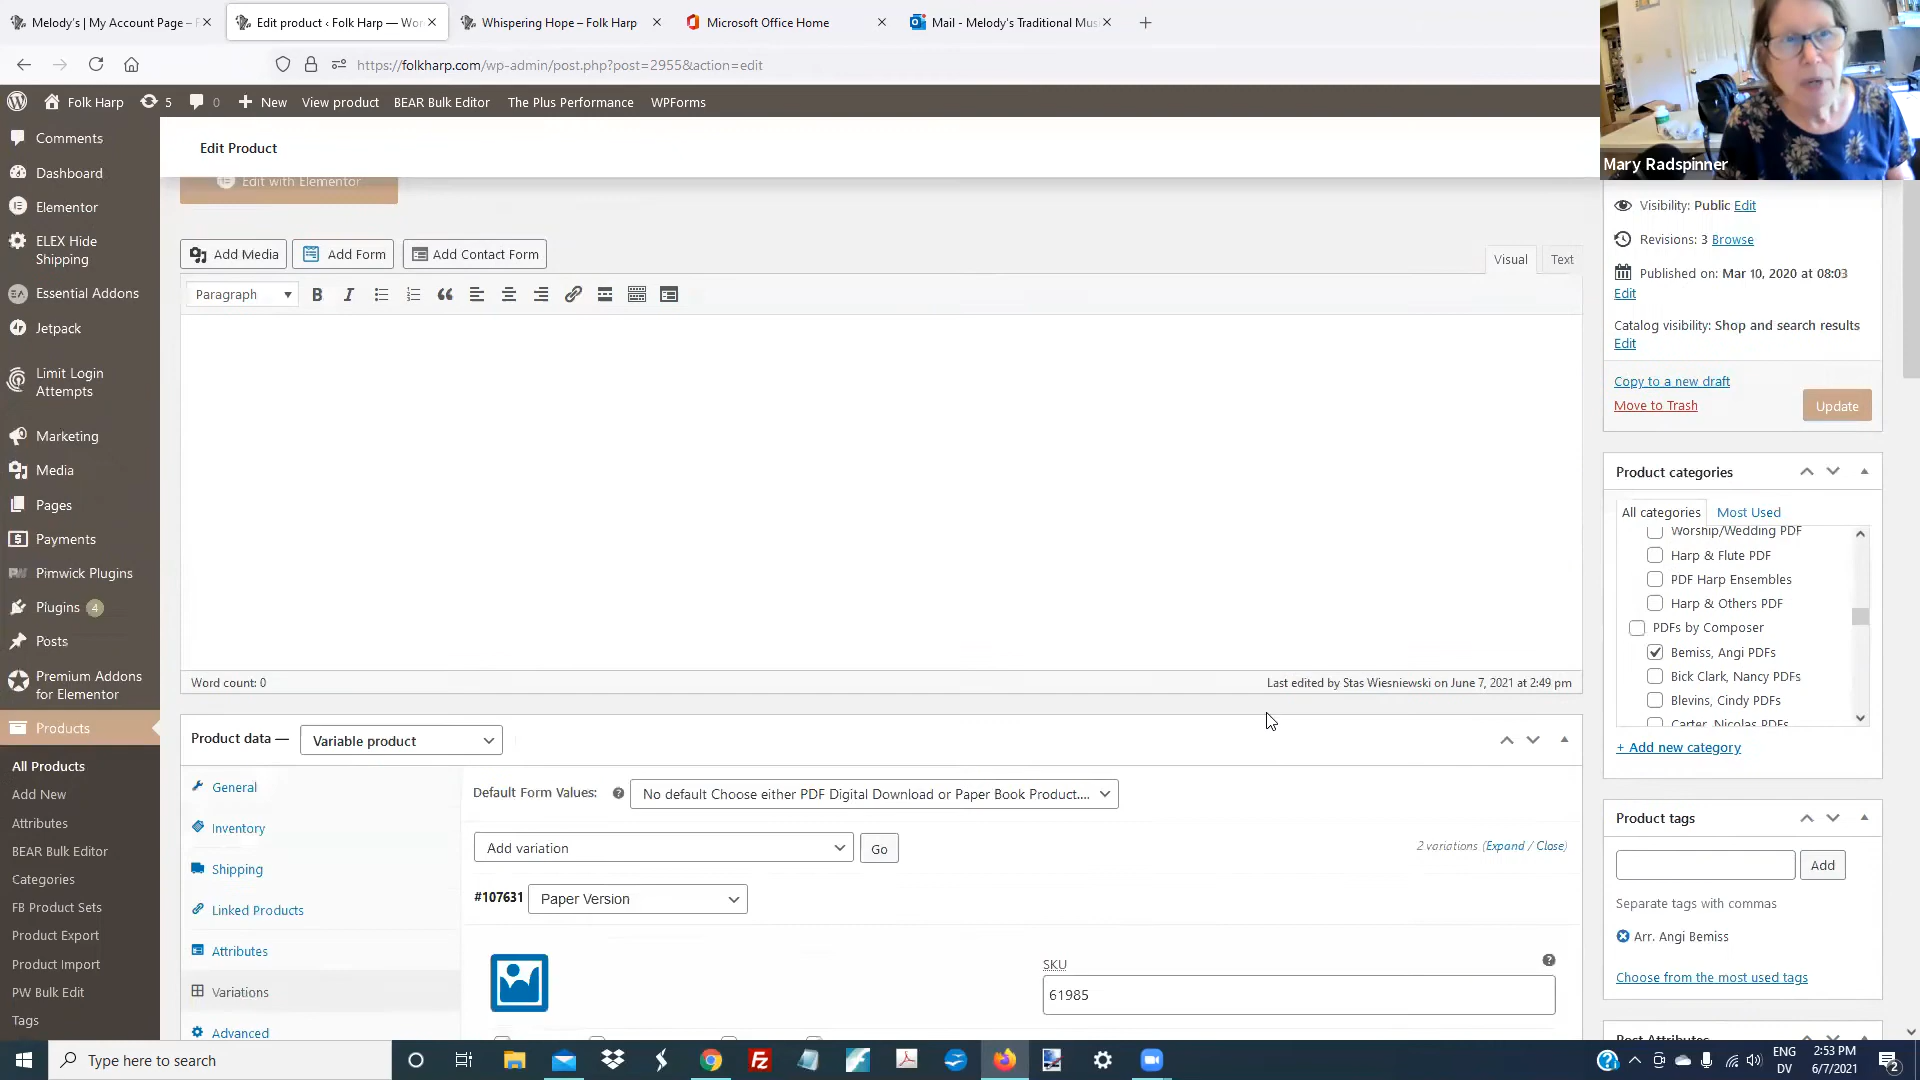 Melody's | My Account Page – F
Edit product ‹ Folk Harp — Wor
Whispering Hope – Folk Harp
Microsoft Office Home
Mail - Melody's Traditional Mus
https://folkharp.com/wp-admin/post.php?post=2955&action=edit
Folk Harp
5
0
New
View product
BEAR Bulk Editor
The Plus Performance
WPForms
Mary Radspinner
Comments
Dashboard
Elementor
ELEX Hide
Shipping
Essential Addons
Jetpack
Limit Login
Attempts
Marketing
Media
Pages
Payments
Pimwick Plugins
Plugins 4
Posts
Premium Addons
for Elementor
Products
All Products
Add New
Attributes
BEAR Bulk Editor
Categories
FB Product Sets
Product Export
Product Import
PW Bulk Edit
Tags
Edit Product
Edit with Elementor
Add Media
Add Form
Add Contact Form
Visual
Text
Paragraph
Word count: 0
Last edited by Stas Wiesniewski on June 7, 2021 at 2:49 pm
Product data —
Variable product
General
Inventory
Shipping
Linked Products
Attributes
Variations
Advanced
Default Form Values:
No default Choose either PDF Digital Download or Paper Book Product....
Add variation
Go
2 variations (Expand / Close)
#107631
Paper Version
SKU
61985
Visibility: Public Edit
Revisions: 3 Browse
Published on: Mar 10, 2020 at 08:03
Edit
Catalog visibility: Shop and search results
Edit
Copy to a new draft
Move to Trash
Update
Product categories
All categories
Most Used
Worship/Wedding PDF
Harp & Flute PDF
PDF Harp Ensembles
Harp & Others PDF
PDFs by Composer
Bemiss, Angi PDFs
Bick Clark, Nancy PDFs
Blevins, Cindy PDFs
Carter, Nicolas PDFs
+ Add new category
Product tags
Add
Separate tags with commas
Arr. Angi Bemiss
Choose from the most used tags
Post Attributes
Type here to search
ENG
DV
2:53 PM
6/7/2021
2